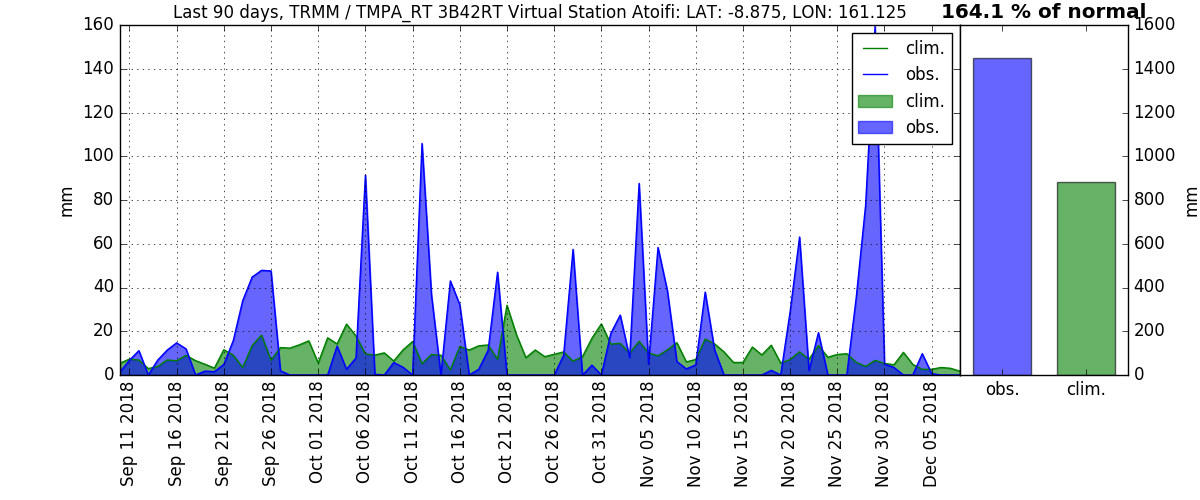 Last 90 days, TRMM / TMPA_RT 3B42RT Virtual Station Atoifi: LAT: -8.875, LON: 161.125
164.1 % of normal
160
140
120
100
80
60
40
20
0
mm
clim.
obs.
clim.
obs.
1600
1400
1200
1000
800
600
400
200
0
mm
Sep 11 2018
Sep 16 2018
Sep 21 2018
Sep 26 2018
Oct 01 2018
Oct 06 2018
Oct 11 2018
Oct 16 2018
Oct 21 2018
Oct 26 2018
Oct 31 2018
Nov 05 2018
Nov 10 2018
Nov 15 2018
Nov 20 2018
Nov 25 2018
Nov 30 2018
Dec 05 2018
obs.
clim.